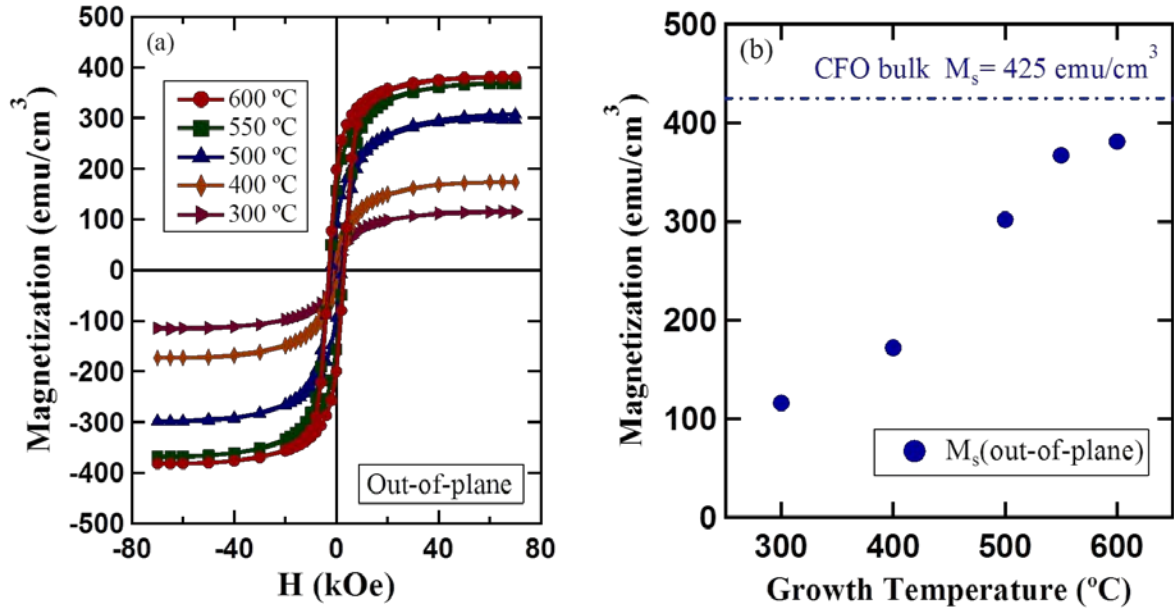 (a)
Magnetization (emu/cm³)
500
400
300
200
100
0
-100
-200
-300
-400
-500
600 ºC
550 ºC
500 ºC
400 ºC
300 ºC
Out-of-plane
-80 -40 0 40 80
H (kOe)
(b)
Magnetization (emu/cm³)
500
400
300
200
100
0
CFO bulk Mₛ= 425 emu/cm³
Mₛ(out-of-plane)
300 400 500 600
Growth Temperature (ºC)